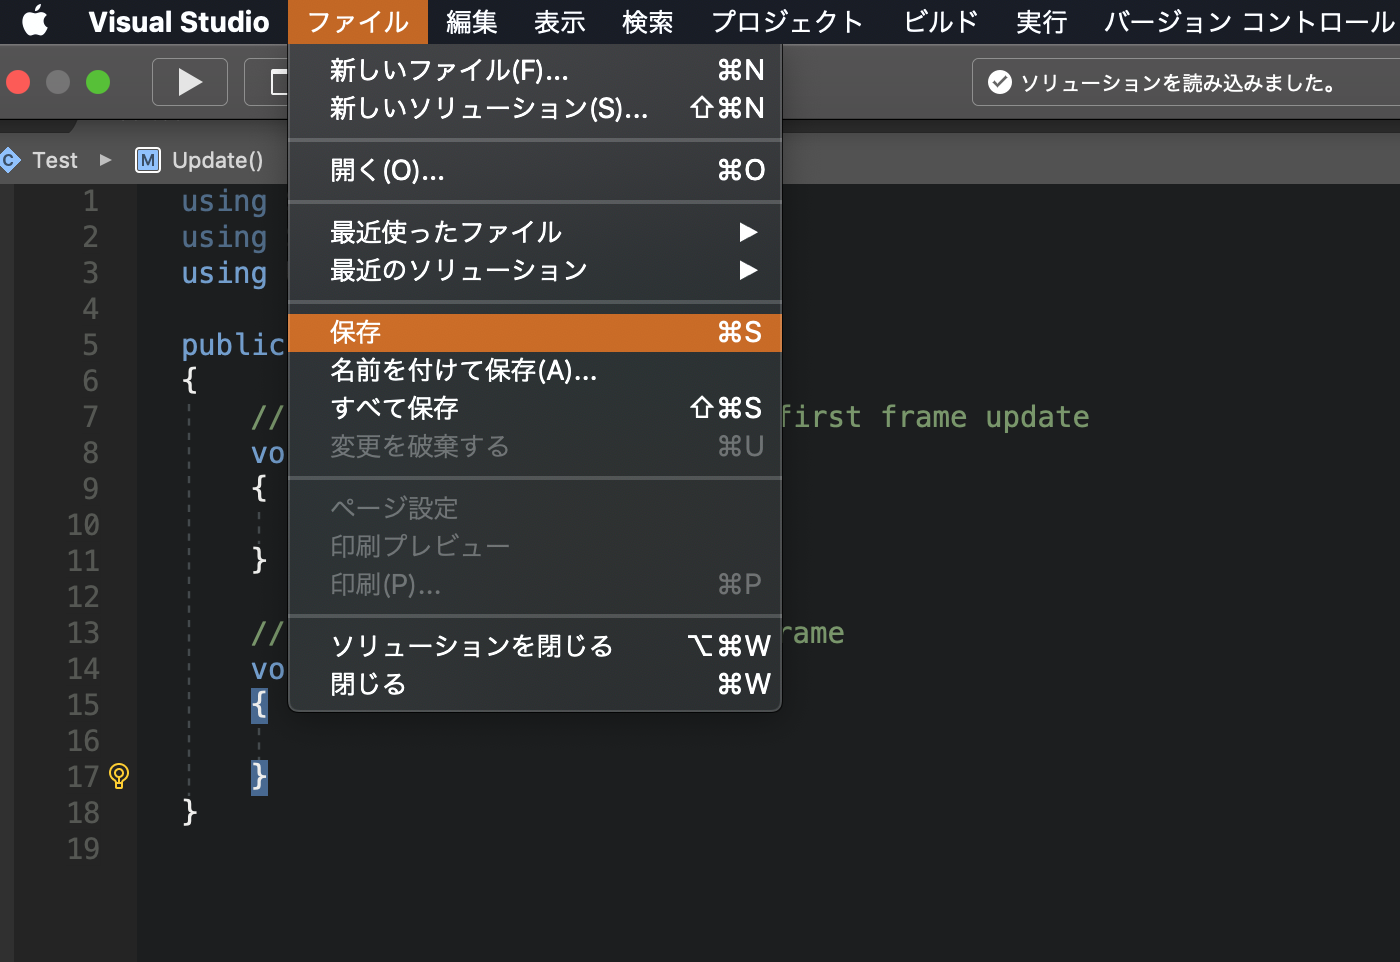 Visual Studio ファイル 編集 表示 検索 プロジェクト ビルド 実行 バージョン コントロール
ソリューションを読み込みました。
C Test ▶ M Update()
新しいファイル(F)... ⌘N
新しいソリューション(S)... ⇧⌘N
開く(O)... ⌘O
最近使ったファイル ▶
最近のソリューション ▶
保存 ⌘S
名前を付けて保存(A)...
すべて保存 ⇧⌘S
変更を破棄する ⌘U
ページ設定
印刷プレビュー
印刷(P)... ⌘P
ソリューションを閉じる ⌥⌘W
閉じる ⌘W
1 using
2 using
3 using
4
5 public
6 {
7 // first frame update
8 vo
9 {
10
11 }
12
13 // rame
14 vo
15 {
16
17 }
18 }
19